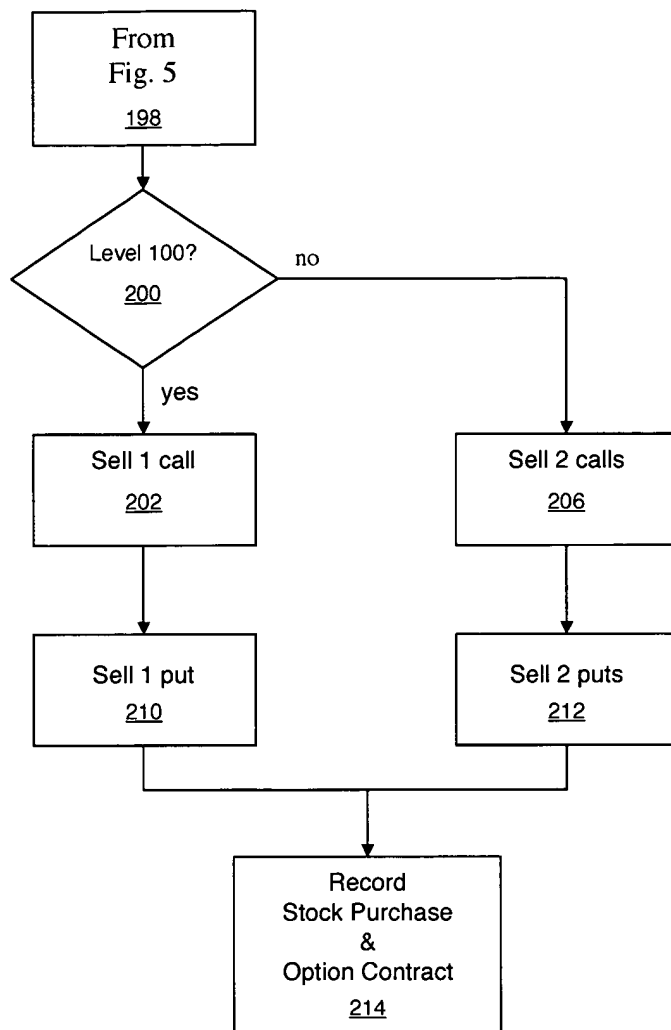 From
Fig. 5
198
Level 100?
200
no
yes
Sell 1 call
202
Sell 2 calls
206
Sell 1 put
210
Sell 2 puts
212
Record
Stock Purchase
&
Option Contract
214